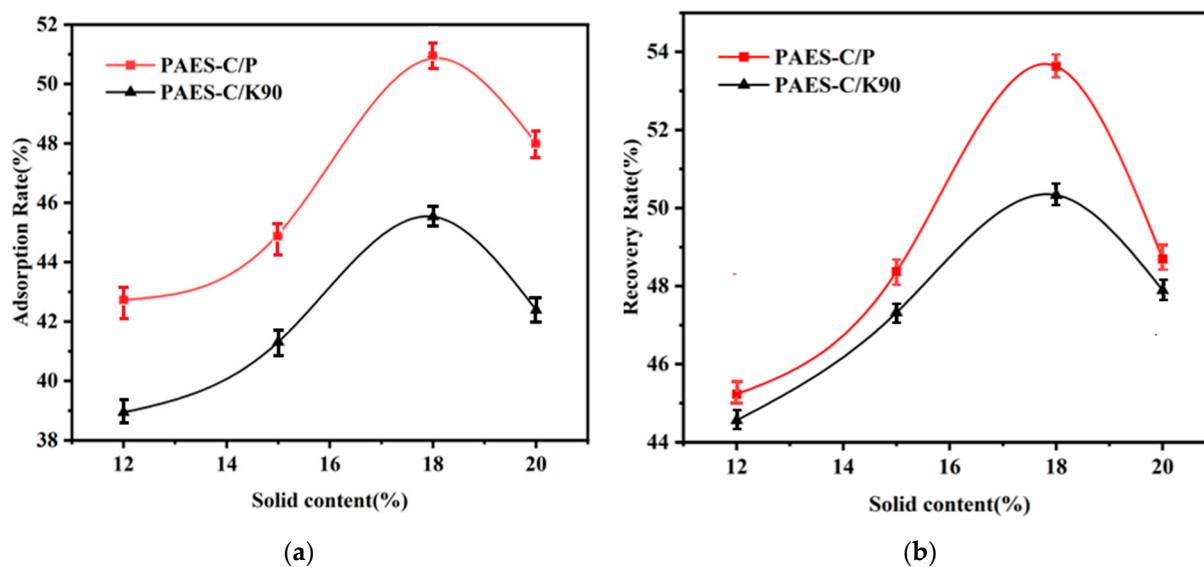 52
50
48
46
44
42
40
38
Adsorption Rate(%)
PAES-C/P
PAES-C/K90
12
14
16
18
20
Solid content(%)
(a)
54
52
50
48
46
44
Recovery Rate(%)
PAES-C/P
PAES-C/K90
12
14
16
18
20
Solid content(%)
(b)